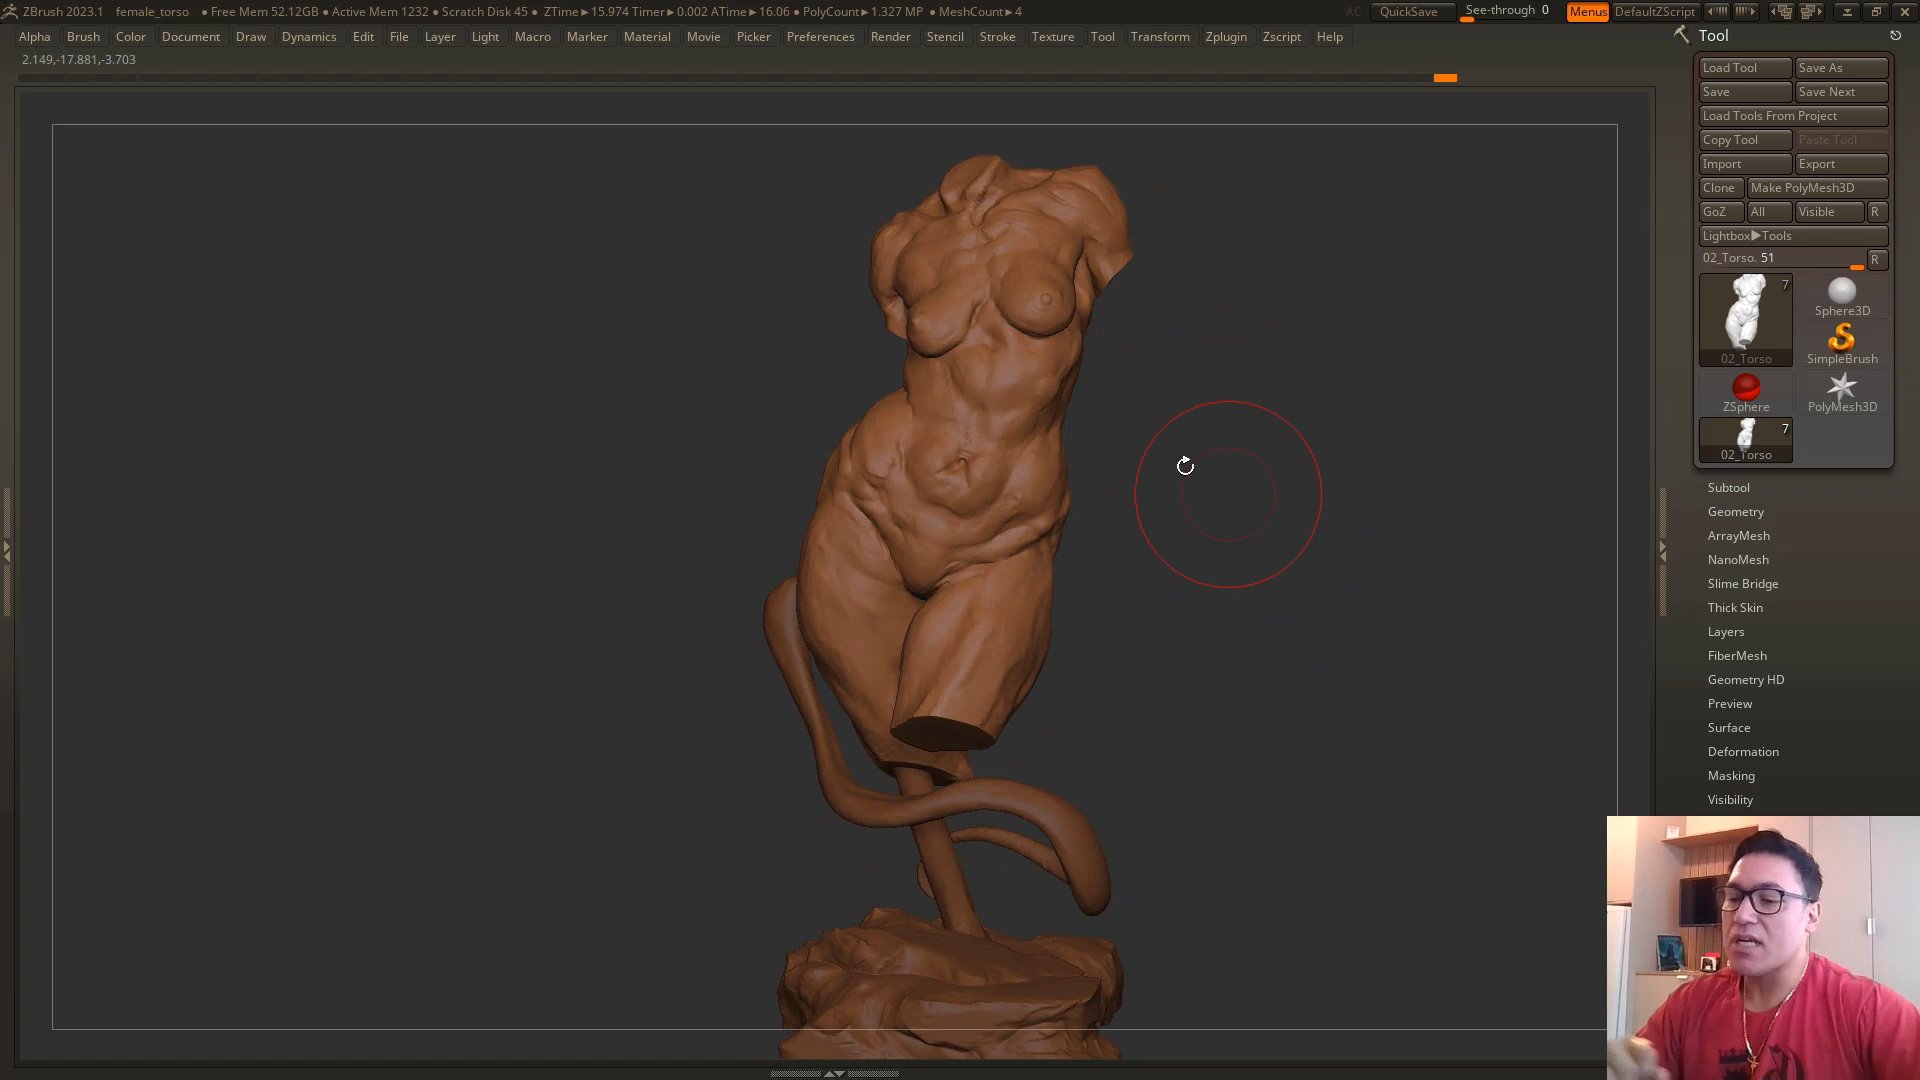 ZBrush 2023.1 female_torso ● Free Mem 52.12GB ● Active Mem 1232 ● Scratch Disk 45 ● ZTime►15.974 Timer►0.002 ATime►16.06 ● PolyCount►1.327 MP ● MeshCount►4 AC QuickSave See-through 0 Menus DefaultZScript
Alpha Brush Color Document Draw Dynamics Edit File Layer Light Macro Marker Material Movie Picker Preferences Render Stencil Stroke Texture Tool Transform Zplugin Zscript Help
Tool
2.149,-17.881,-3.703
Load Tool Save As
Save Save Next
Load Tools From Project
Copy Tool Paste Tool
Import Export
Clone Make PolyMesh3D
GoZ All Visible R
Lightbox►Tools
02_Torso. 51 R
7
Sphere3D
02_Torso SimpleBrush
ZSphere PolyMesh3D
7
02_Torso
Subtool
Geometry
ArrayMesh
NanoMesh
Slime Bridge
Thick Skin
Layers
FiberMesh
Geometry HD
Preview
Surface
Deformation
Masking
Visibility